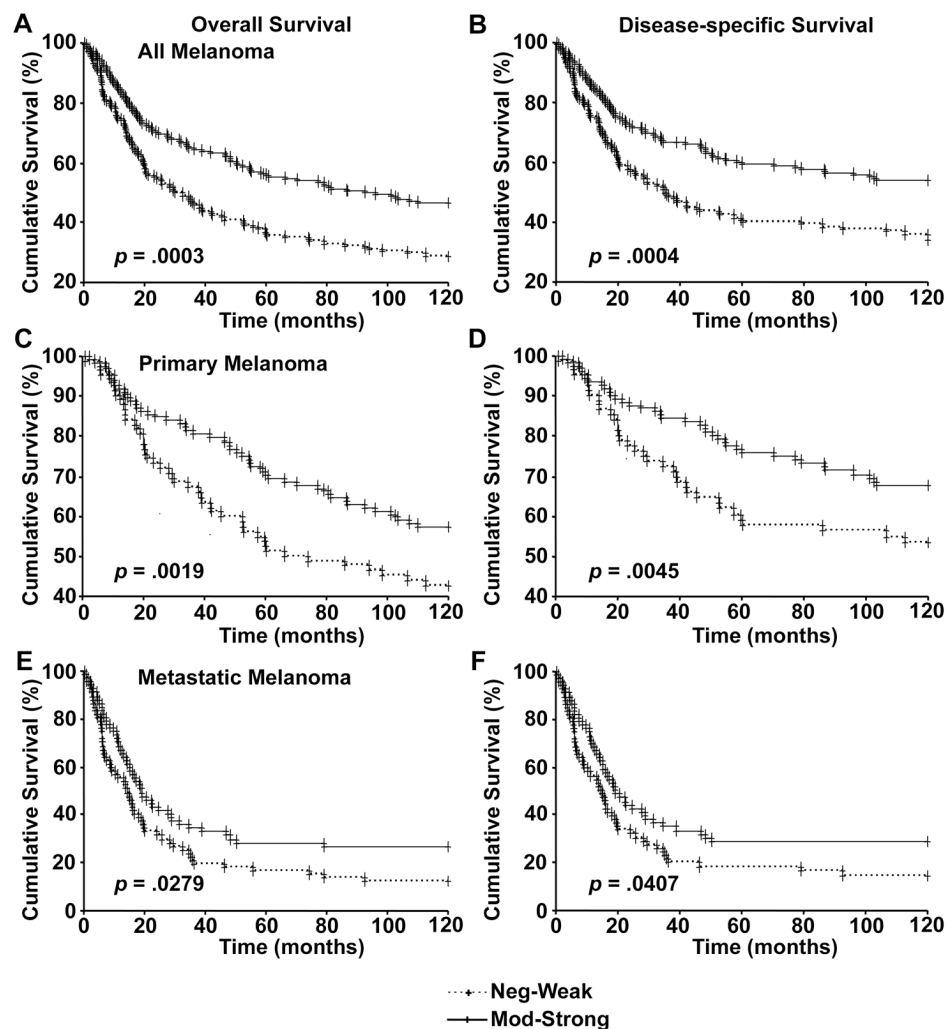 A
Overall Survival
All Melanoma
Cumulative Survival (%)
100
80
60
40
20
p = .0003
0 20 40 60 80 100 120
Time (months)
B
Disease-specific Survival
Cumulative Survival (%)
100
80
60
40
20
p = .0004
0 20 40 60 80 100 120
Time (months)
C
Primary Melanoma
Cumulative Survival (%)
100
90
80
70
60
50
40
p = .0019
0 20 40 60 80 100 120
Time (months)
D
Cumulative Survival (%)
100
90
80
70
60
50
40
p = .0045
0 20 40 60 80 100 120
Time (months)
E
Metastatic Melanoma
Cumulative Survival (%)
100
80
60
40
20
0
p = .0279
0 20 40 60 80 100 120
Time (months)
F
Cumulative Survival (%)
100
80
60
40
20
0
p = .0407
0 20 40 60 80 100 120
Time (months)
Neg-Weak
Mod-Strong